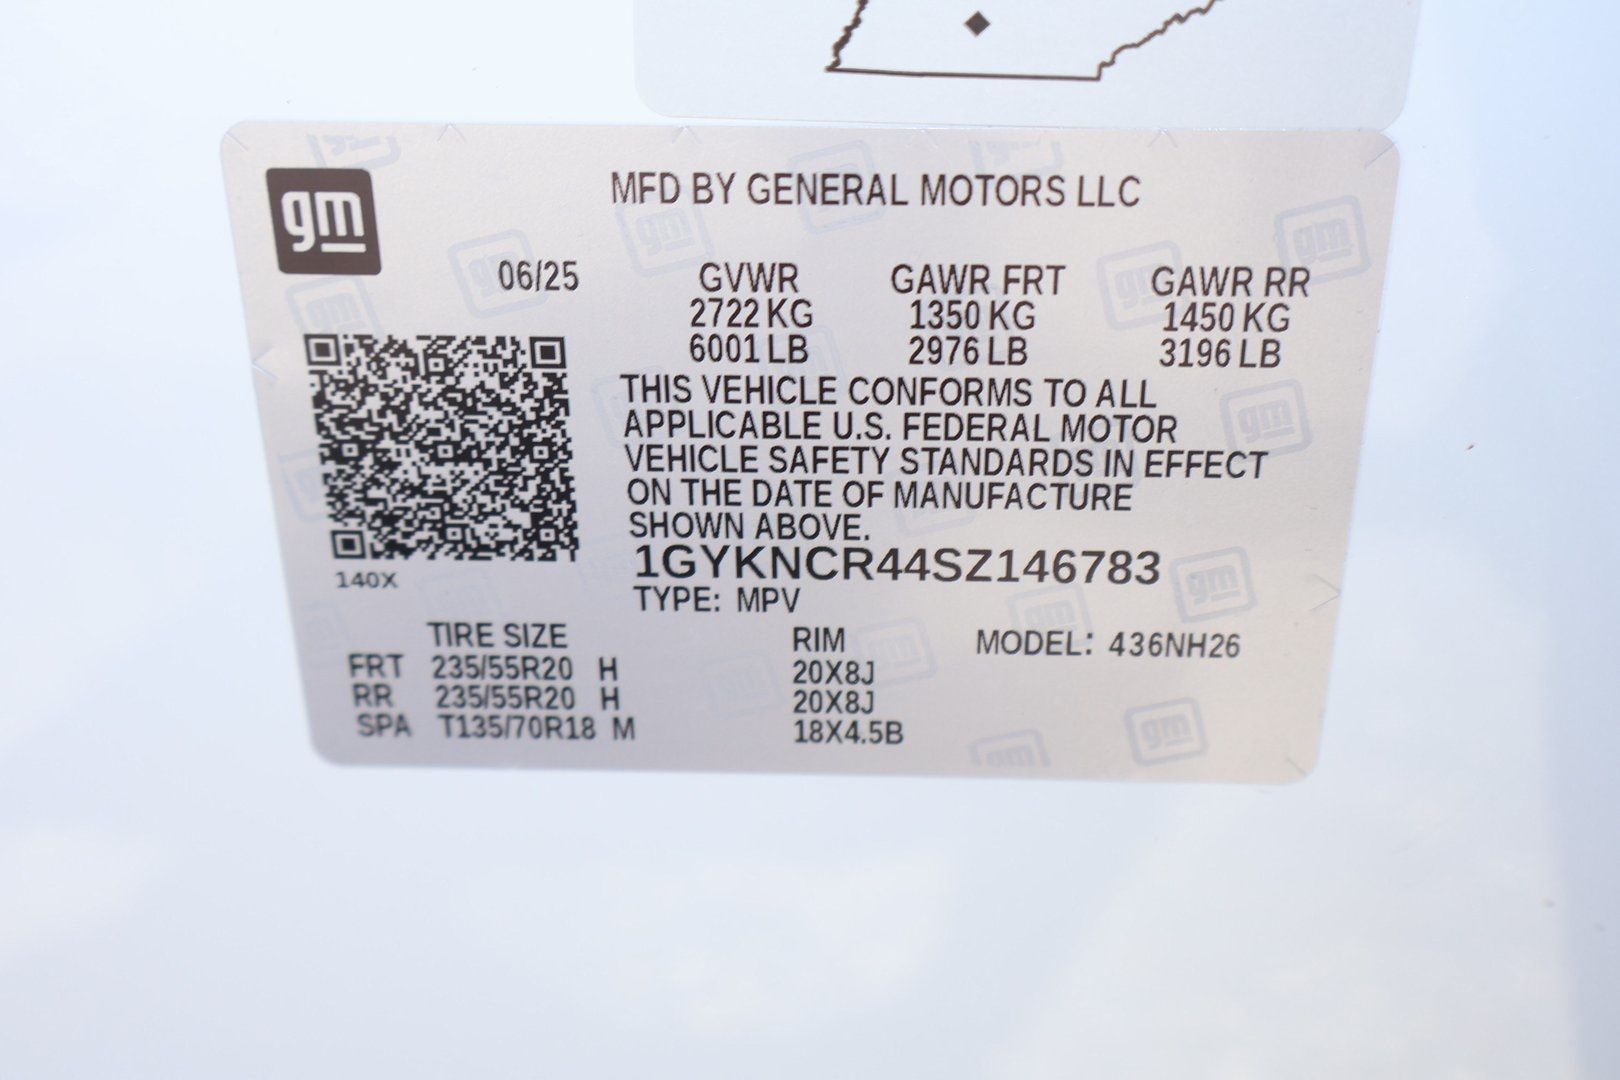 gm
MFD BY GENERAL MOTORS LLC
06/25 GVWR GAWR FRT GAWR RR
2722 KG 1350 KG 1450 KG
6001 LB 2976 LB 3196 LB
THIS VEHICLE CONFORMS TO ALL
APPLICABLE U.S. FEDERAL MOTOR
VEHICLE SAFETY STANDARDS IN EFFECT
ON THE DATE OF MANUFACTURE
SHOWN ABOVE.
1GYKNCR44SZ146783
140X
TYPE: MPV
TIRE SIZE RIM MODEL: 436NH26
FRT 235/55R20 H 20X8J
RR 235/55R20 H 20X8J
SPA T135/70R18 M 18X4.5B